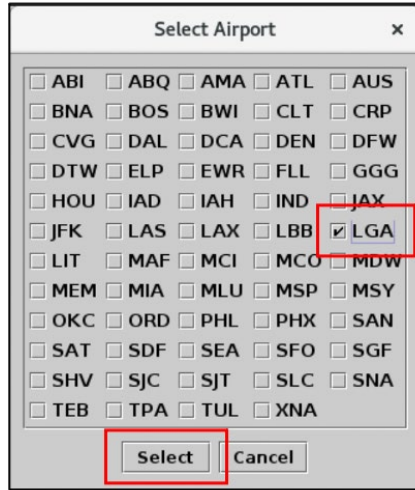 Select Airport ×
ABI ABQ AMA ATL AUS
BNA BOS BWI CLT CRP
CVG DAL DCA DEN DFW
DTW ELP EWR FLL GGG
HOU IAD IAH IND JAX
JFK LAS LAX LBB LGA
LIT MAF MCI MCO MDW
MEM MIA MLU MSP MSY
OKC ORD PHL PHX SAN
SAT SDF SEA SFO SGF
SHV SJC SJT SLC SNA
TEB TPA TUL XNA
Select Cancel